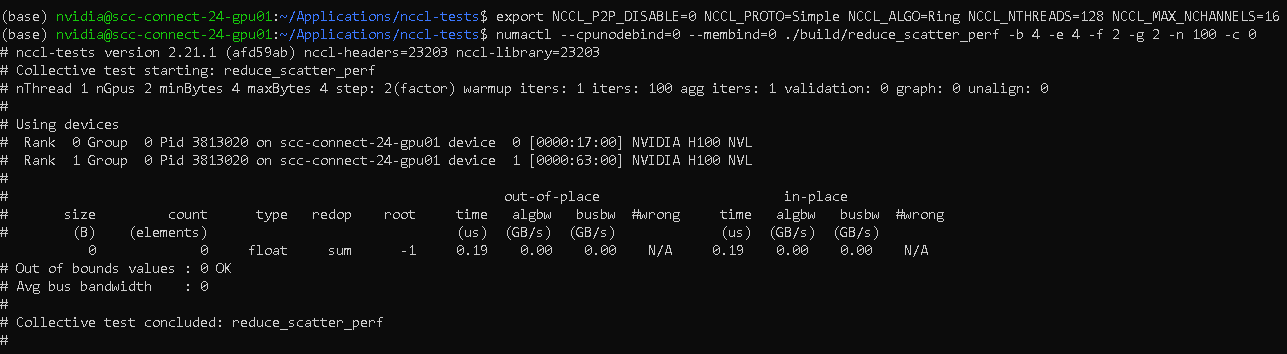 (base) nvidia@scc-connect-24-gpu01:~/Applications/nccl-tests$ export NCCL_P2P_DISABLE=0 NCCL_PROTO=Simple NCCL_ALGO=Ring NCCL_NTHREADS=128 NCCL_MAX_NCHANNELS=16
(base) nvidia@scc-connect-24-gpu01:~/Applications/nccl-tests$ numactl --cpunodebind=0 --membind=0 ./build/reduce_scatter_perf -b 4 -e 4 -f 2 -g 2 -n 100 -c 0
# nccl-tests version 2.21.1 (afd59ab) nccl-headers=23203 nccl-library=23203
# Collective test starting: reduce_scatter_perf
# nThread 1 nGpus 2 minBytes 4 maxBytes 4 step: 2(factor) warmup iters: 1 iters: 100 agg iters: 1 validation: 0 graph: 0 unalign: 0
#
# Using devices
#  Rank  0 Group  0 Pid 3813020 on scc-connect-24-gpu01 device  0 [0000:17:00] NVIDIA H100 NVL
#  Rank  1 Group  0 Pid 3813020 on scc-connect-24-gpu01 device  1 [0000:63:00] NVIDIA H100 NVL
#
#                                                              out-of-place                       in-place
#       size         count      type   redop    root     time   algbw   busbw  #wrong     time   algbw   busbw  #wrong
#        (B)    (elements)                               (us)  (GB/s)  (GB/s)             (us)  (GB/s)  (GB/s)
           0             0     float     sum      -1     0.19    0.00    0.00     N/A     0.19    0.00    0.00     N/A
# Out of bounds values : 0 OK
# Avg bus bandwidth    : 0
#
# Collective test concluded: reduce_scatter_perf
#